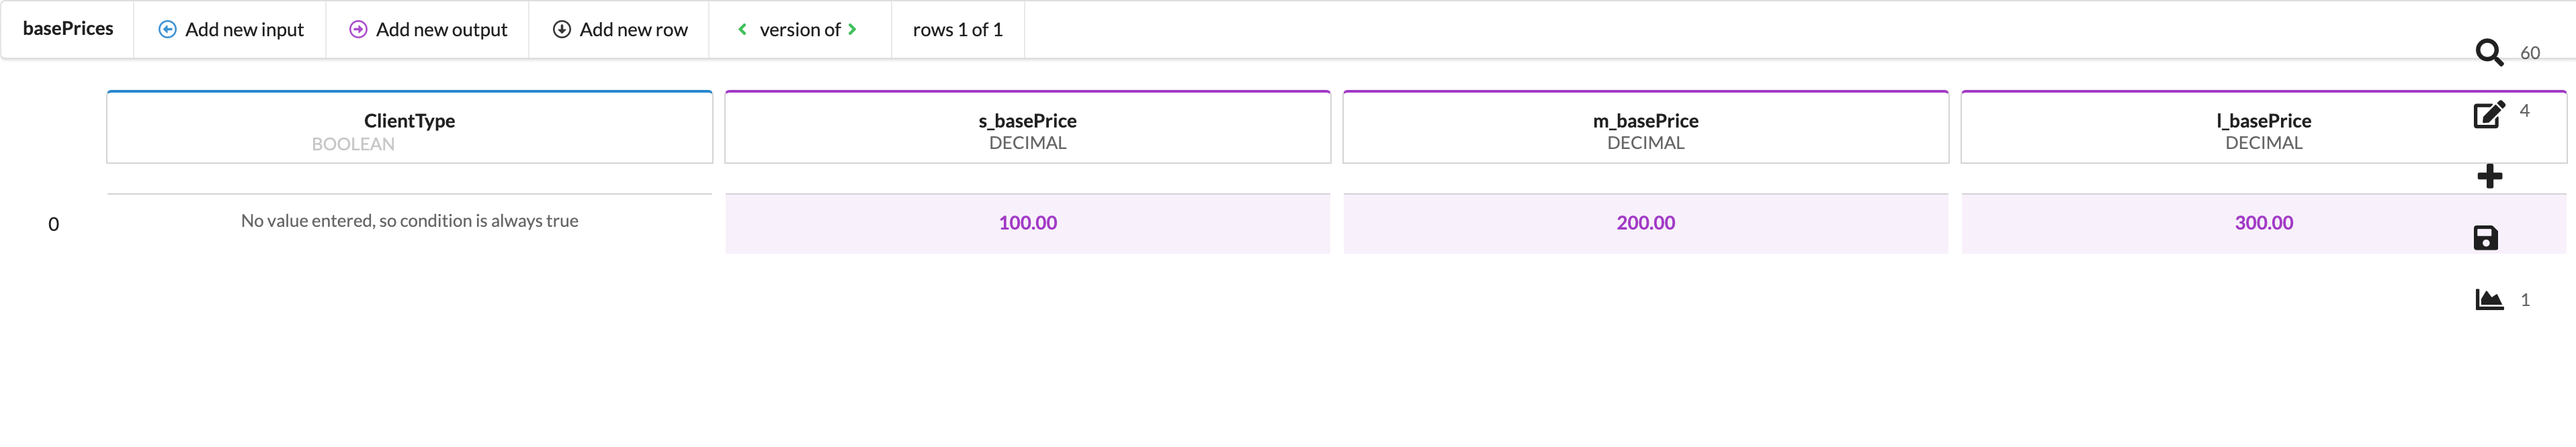 basePrices Add new input Add new output Add new row version of rows 1 of 1
60
ClientType s_basePrice m_basePrice l_basePrice 4
BOOLEAN DECIMAL DECIMAL DECIMAL
0 No value entered, so condition is always true 100.00 200.00 300.00
1